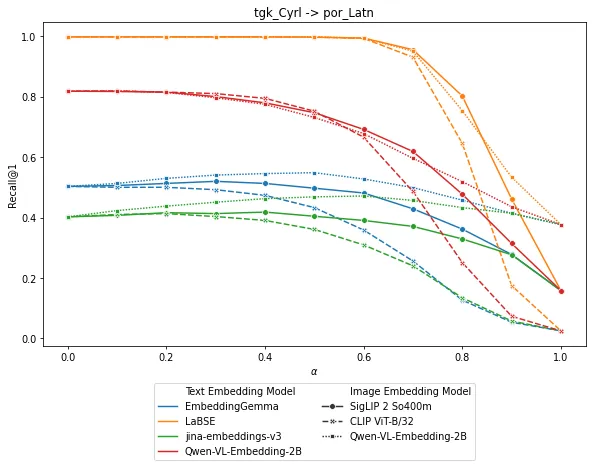 tgk_Cyrl -> por_Latn
Recall@1
1.0
0.8
0.6
0.4
0.2
0.0
0.0 0.2 0.4 0.6 0.8 1.0
α
Text Embedding Model
EmbeddingGemma
LaBSE
jina-embeddings-v3
Qwen-VL-Embedding-2B
Image Embedding Model
SigLIP 2 So400m
CLIP ViT-B/32
Qwen-VL-Embedding-2B